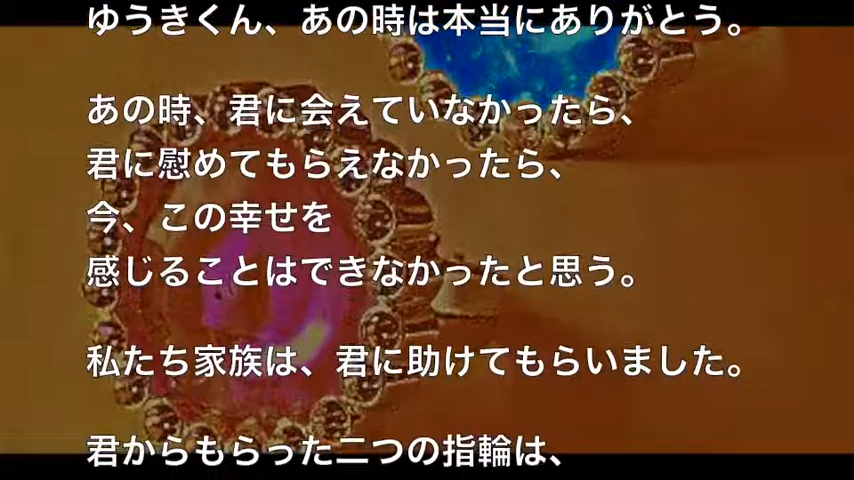 ゆうきくん、あの時は本当にありがとう。
あの時、君に会えていなかったら、
君に慰めてもらえなかったら、
今、この幸せを
感じることはできなかったと思う。
私たち家族は、君に助けてもらいました。
君からもらった二つの指輪は、